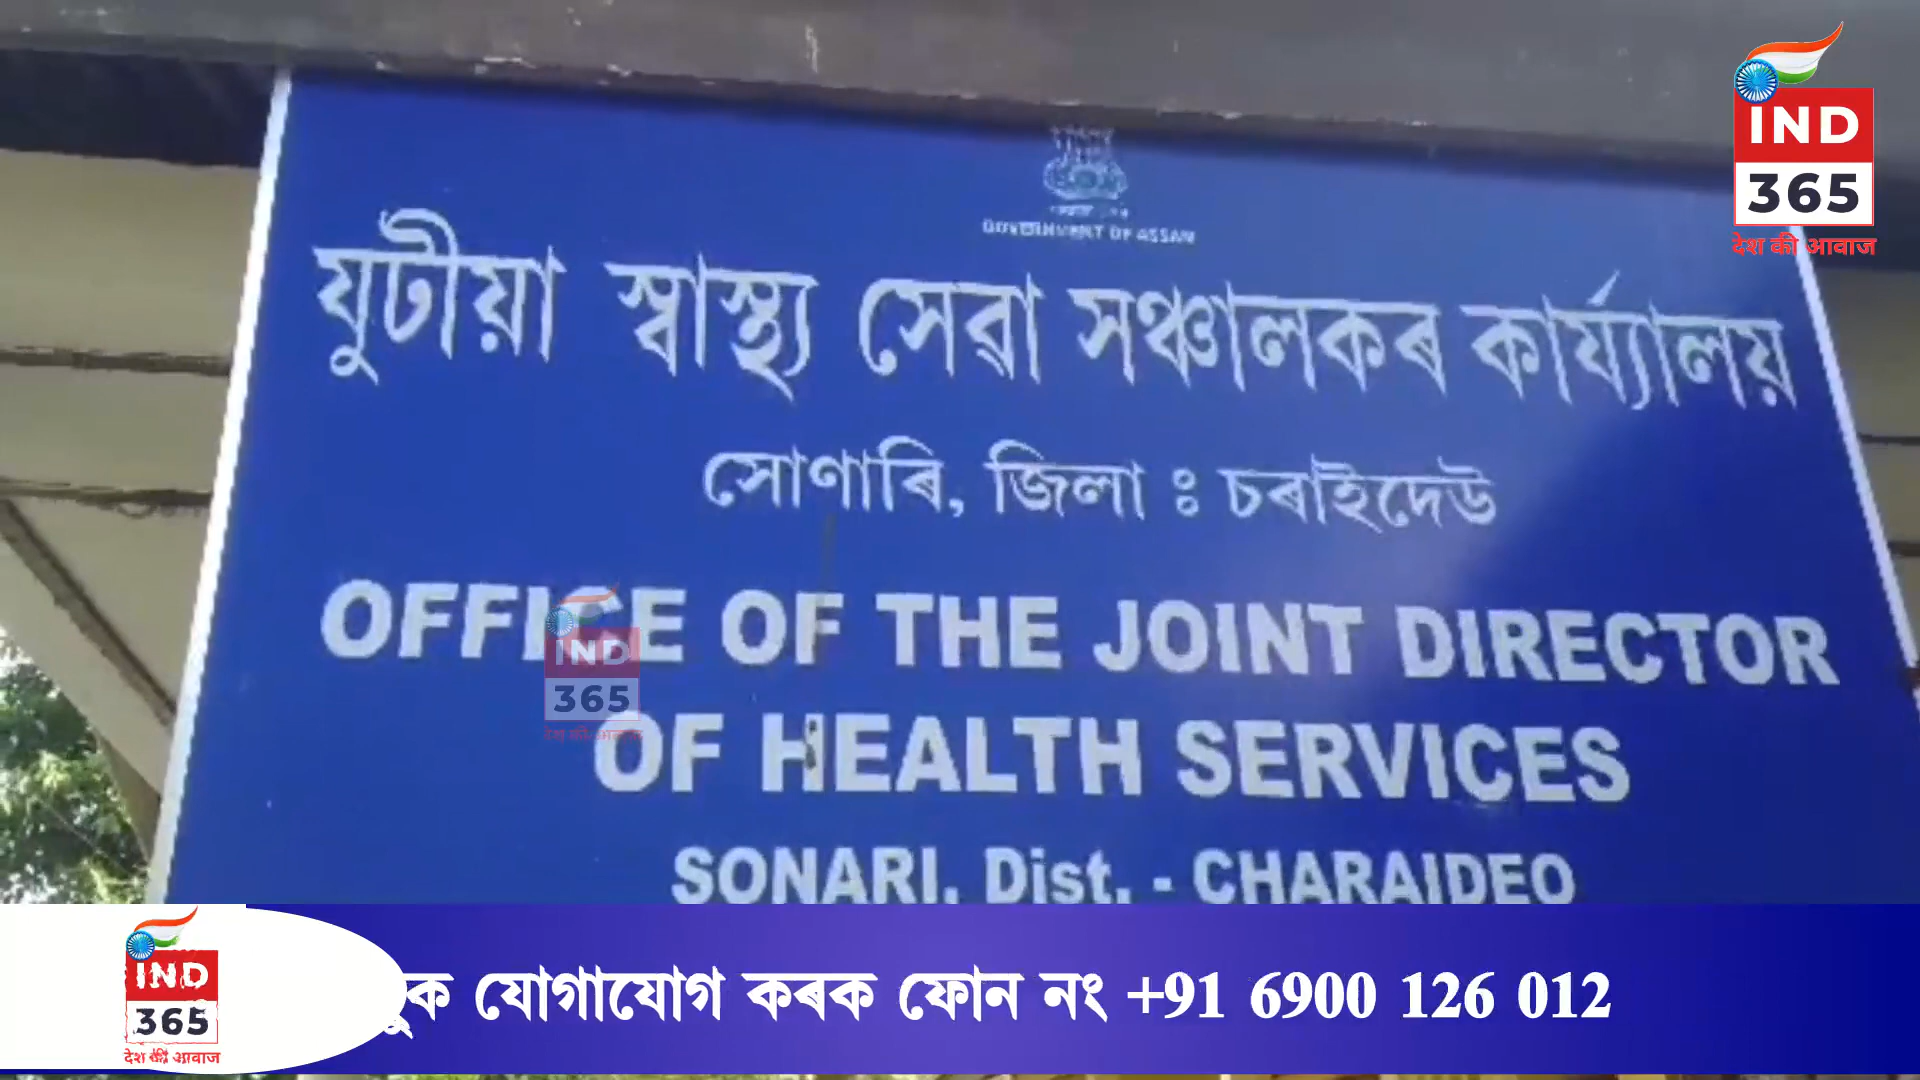 IND
365
देश की आवाज
GOVERNMENT OF ASSAM
যুটীয়া স্বাস্থ্য সেৱা সঞ্চালকৰ কাৰ্য্যালয়
সোণাৰি, জিলা ঃ চৰাইদেউ
OFFICE OF THE JOINT DIRECTOR
OF HEALTH SERVICES
SONARI, Dist. - CHARAIDEO
IND
365
देश की आवाज
IND
365
देश की आवाज
যোগাযোগ কৰক ফোন নং +91 6900 126 012